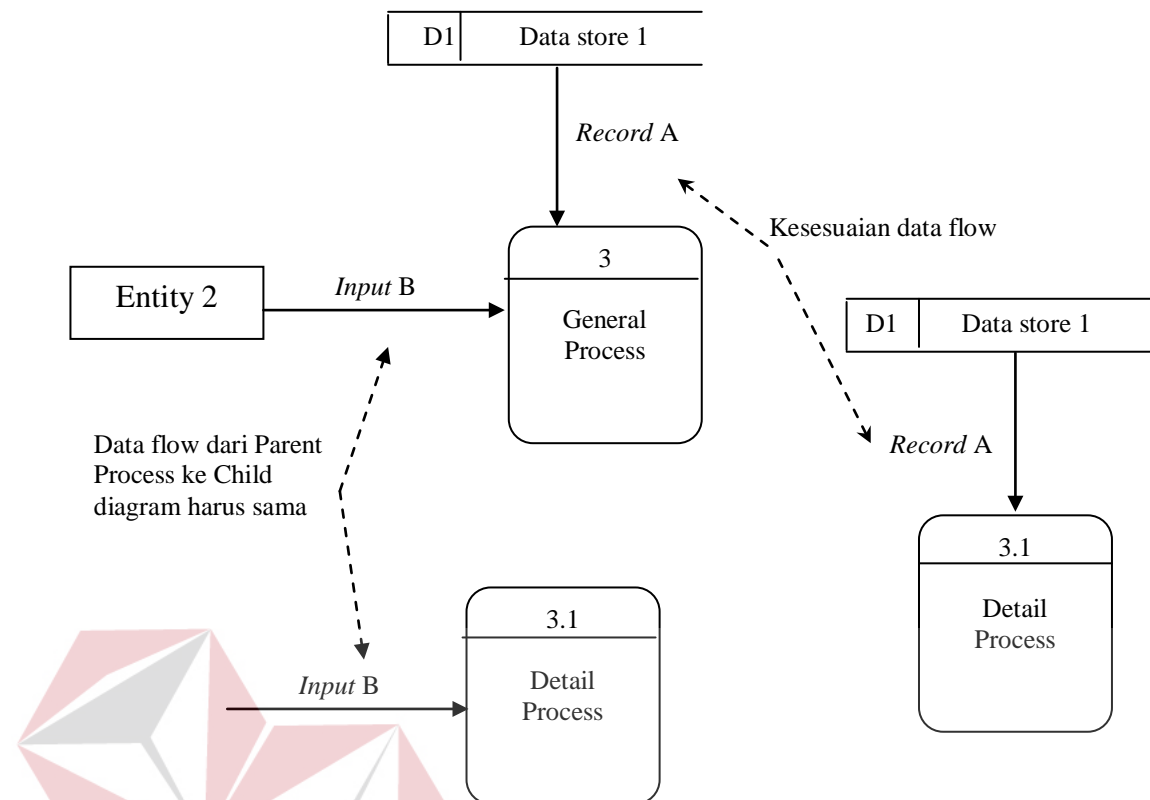 D1 Data store 1
Record A
Kesesuaian data flow
3
General
Process
Entity 2
Input B
D1 Data store 1
Record A
3.1
Detail
Process
Data flow dari Parent
Process ke Child
diagram harus sama
3.1
Detail
Process
Input B